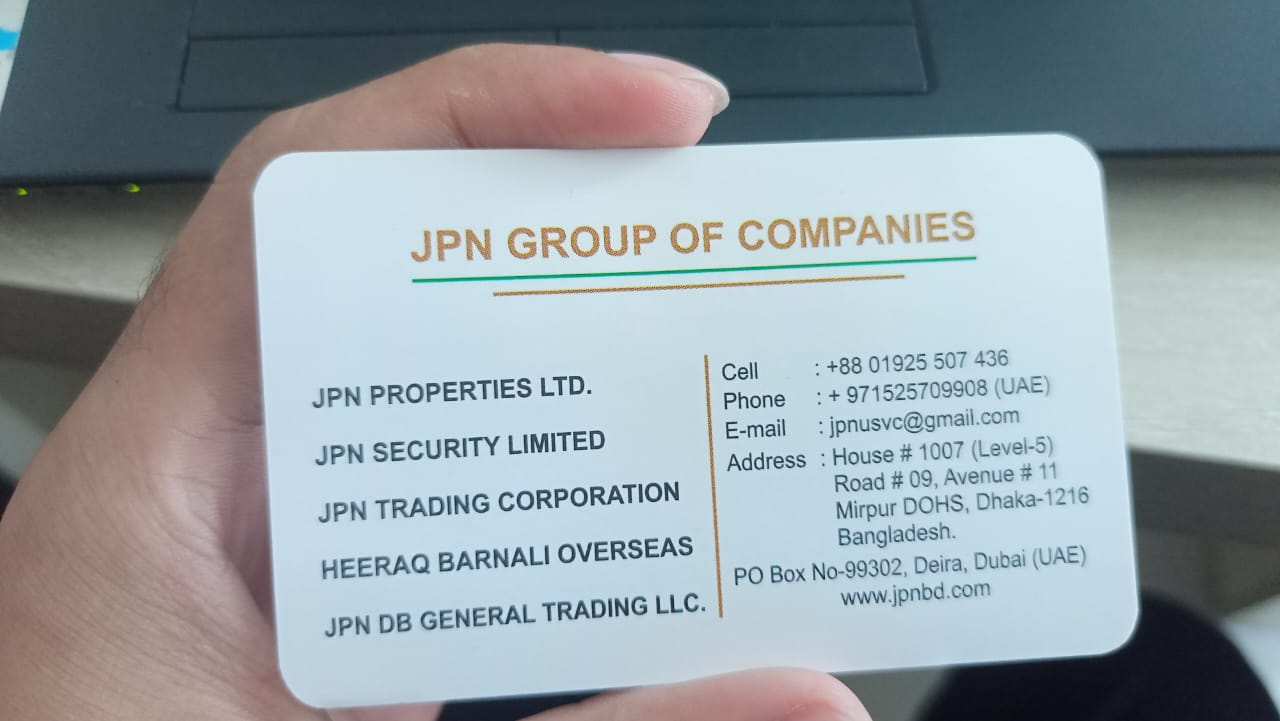 JPN GROUP OF COMPANIES
JPN PROPERTIES LTD.
JPN SECURITY LIMITED
JPN TRADING CORPORATION
HEERAQ BARNALI OVERSEAS
JPN DB GENERAL TRADING LLC.
Cell : +88 01925 507 436
Phone : + 971525709908 (UAE)
E-mail : jpnusvc@gmail.com
Address : House # 1007 (Level-5)
Road # 09, Avenue # 11
Mirpur DOHS, Dhaka-1216
Bangladesh.
PO Box No-99302, Deira, Dubai (UAE)
www.jpnbd.com